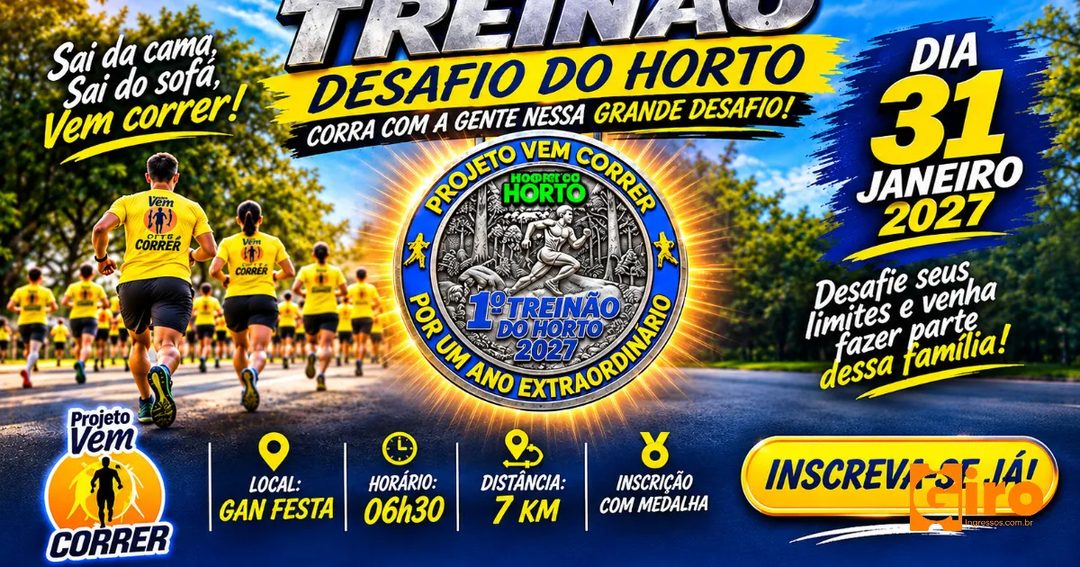 TREINÃO
DESAFIO DO HORTO
CORRA COM A GENTE NESSA GRANDE DESAFIO!
Sai da cama,
Sai do sofá,
Vem correr!
DIA
31
JANEIRO
2027
Desafie seus
limites e venha
fazer parte
dessa família!
PROJETO VEM CORRER
HORTO
1º TREINÃO
DO HORTO
2027
POR UM ANO EXTRAORDINÁRIO
Vem
CORRER
Vem
CORRER
Projeto
Vem
CORRER
LOCAL:
GAN FESTA
HORÁRIO:
06h30
DISTÂNCIA:
7 KM
INSCRIÇÃO
COM MEDALHA
INSCREVA-SE JÁ!
Giro
Ingressos.com.br